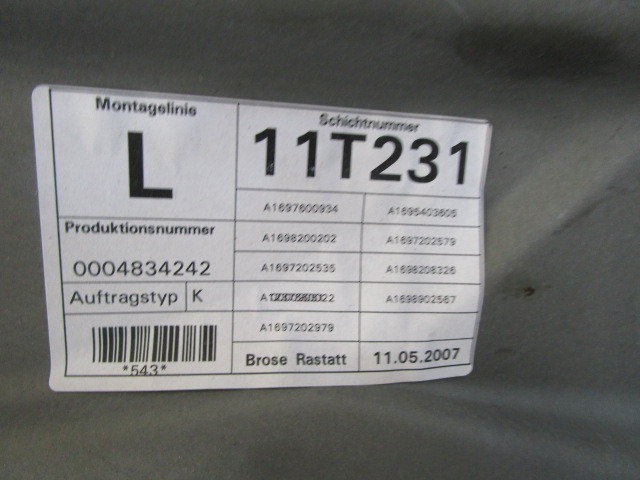 Montagelinie
L
Schichtnummer
11T231
Produktionsnummer
0004834242
Auftragstyp K
*543*
A1697600934 A1695403605
A1698200202 A1697202579
A1697202535 A1698208326
A1698902567
A1697202979
Brose Rastatt 11.05.2007